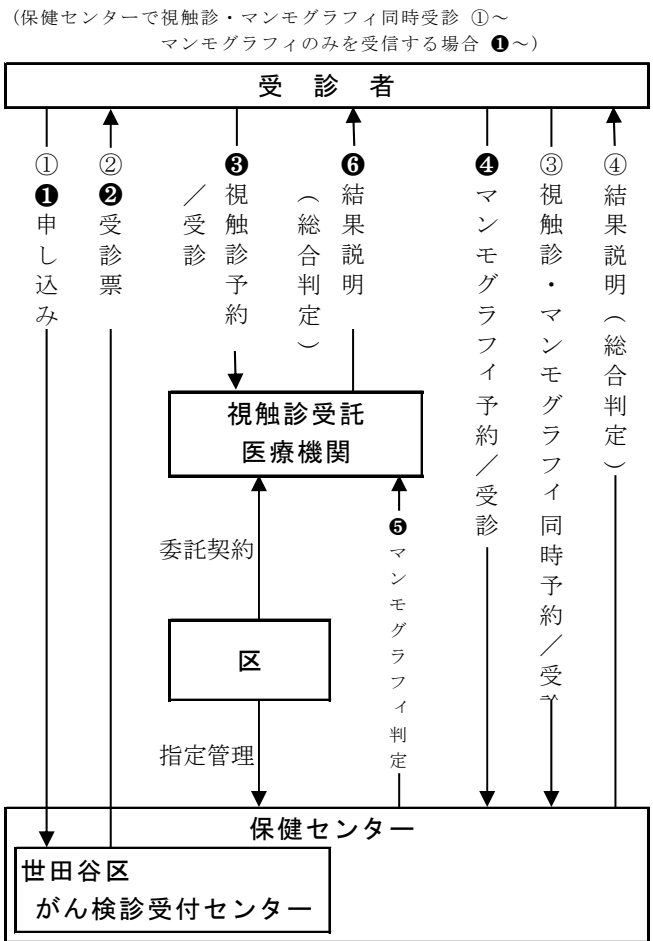 (保健センターで視触診・マンモグラフィ同時受診 ①～
マンモグラフィのみを受信する場合 ❶～)
受 診 者
①❶申し込み
②❷受診票
❸視触診予約
／受診
❻結果説明
（総合判定）
❹マンモグラフィ予約／受診
③視触診・マンモグラフィ同時予約／受診
④結果説明（総合判定）
視触診受託
医療機関
委託契約
❺マンモグラフィ判定
区
指定管理
保健センター
世田谷区
がん検診受付センター